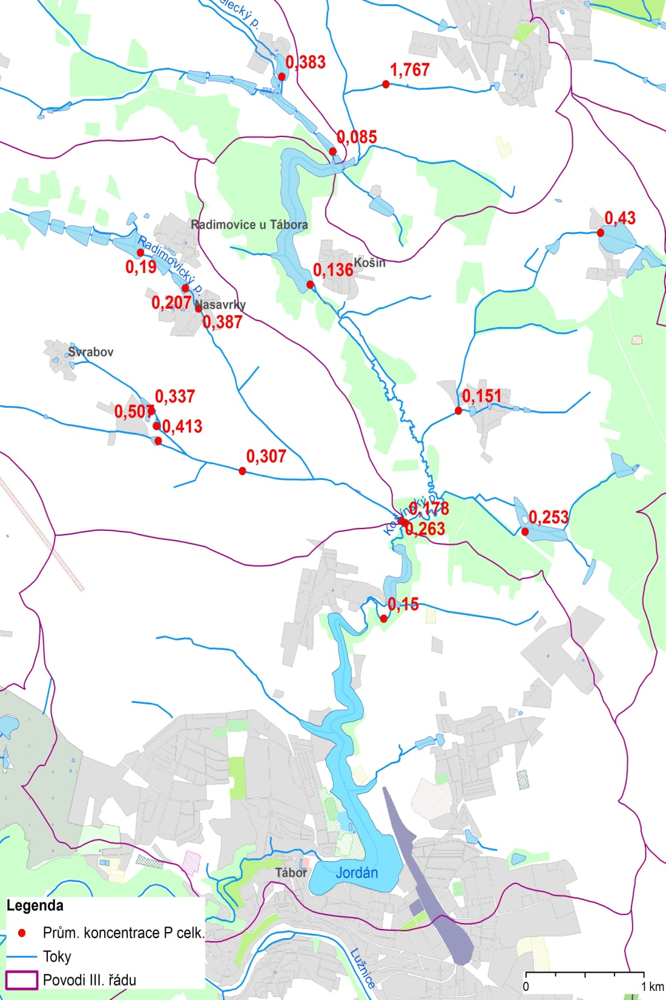 elecký p.
0,383
1,767
0,085
0,43
Radimovice u Tábora
Radimovický p.
0,19
Košín
0,136
0,207
Nasavrky
0,387
Svrabov
0,337
0,507
0,413
0,151
0,307
Košínský p.
0,178
0,263
0,253
0,15
Tábor
Jordán
Lužnice
Legenda
Prům. koncentrace P celk.
Toky
Povodi III. řádu
0
1 km